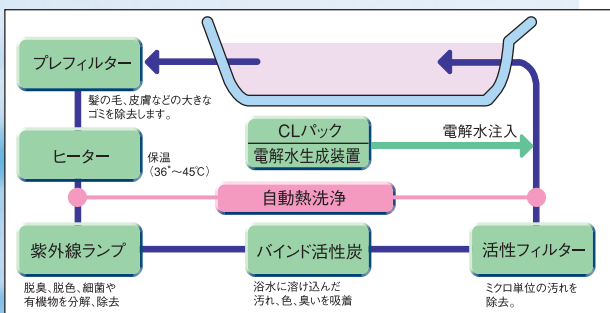 プレフィルター
髪の毛、皮膚などの大きな
ゴミを除去します。
CLパック
電解水生成装置
電解水注入
ヒーター
保温
（36°～45℃）
自動熱洗浄
紫外線ランプ
脱臭、脱色、細菌や
有機物を分解、除去
バインド活性炭
浴水に溶け込んだ
汚れ、色、臭いを吸着
活性フィルター
ミクロ単位の汚れを
除去。